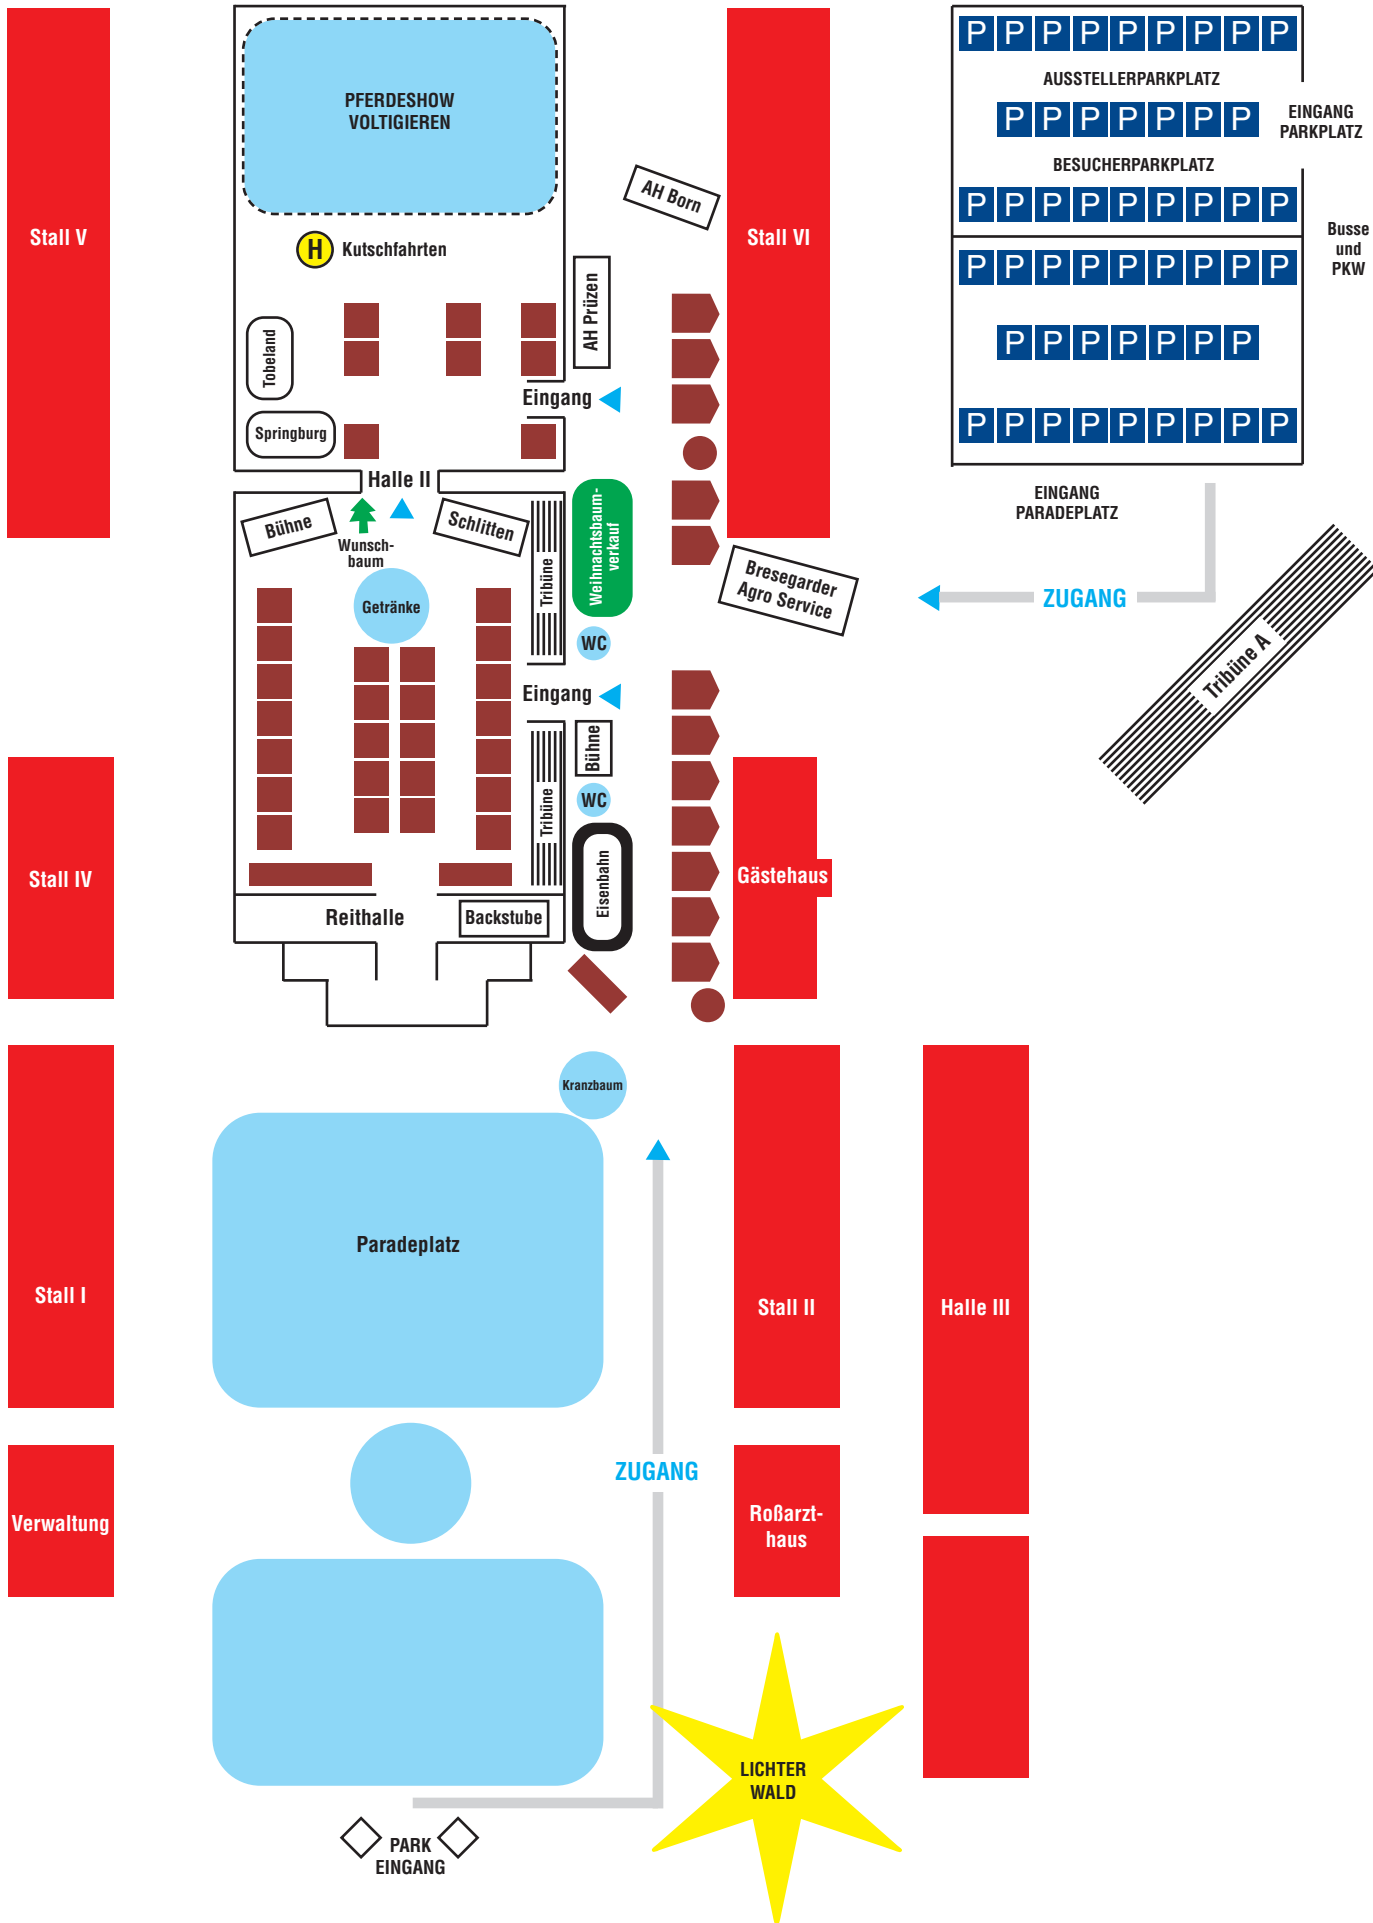 P P P P P P P P P
AUSSTELLERPARKPLATZ
P P P P P P P
EINGANG
PARKPLATZ
BESUCHERPARKPLATZ
P P P P P P P P P
P P P P P P P P P
Busse
und
PKW
P P P P P P P
P P P P P P P P P
EINGANG
PARADEPLATZ
ZUGANG
Tribüne A
PFERDESHOW
VOLTIGIEREN
Stall V
H Kutschfahrten
AH Born
Stall VI
AH Prüzen
Tobeland
Eingang
Springburg
Halle II
Bühne
Wunsch-
baum
Schlitten
Tribüne
Weihnachtsbaum-
verkauf
Bresegarder
Agro Service
Getränke
WC
Eingang
Bühne
WC
Tribüne
Eisenbahn
Stall IV
Gästehaus
Reithalle
Backstube
Kranzbaum
Paradeplatz
Stall I
Stall II
Halle III
ZUGANG
Verwaltung
Roßarzt-
haus
LICHTER
WALD
PARK
EINGANG